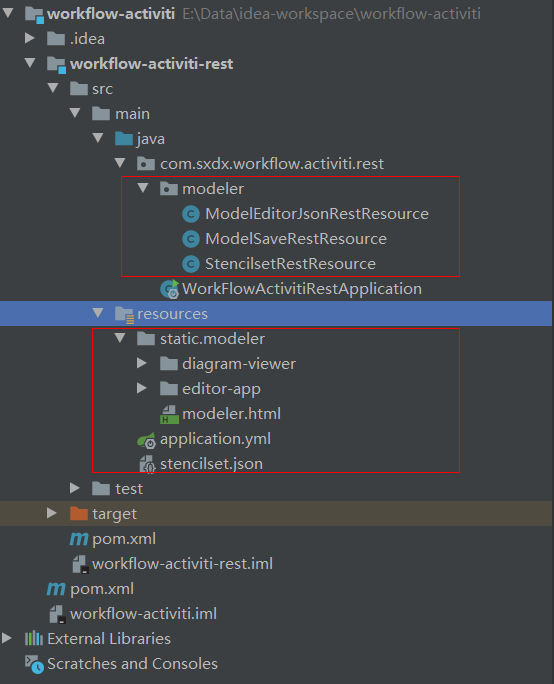 workflow-activiti E:\Data\idea-workspace\workflow-activiti
.idea
workflow-activiti-rest
src
main
java
com.sxdx.workflow.activiti.rest
modeler
ModelEditorJsonRestResource
ModelSaveRestResource
StencilsetRestResource
WorkFlowActivitiRestApplication
resources
static.modeler
diagram-viewer
editor-app
modeler.html
application.yml
stencilset.json
test
target
pom.xml
workflow-activiti-rest.iml
pom.xml
workflow-activiti.iml
External Libraries
Scratches and Consoles